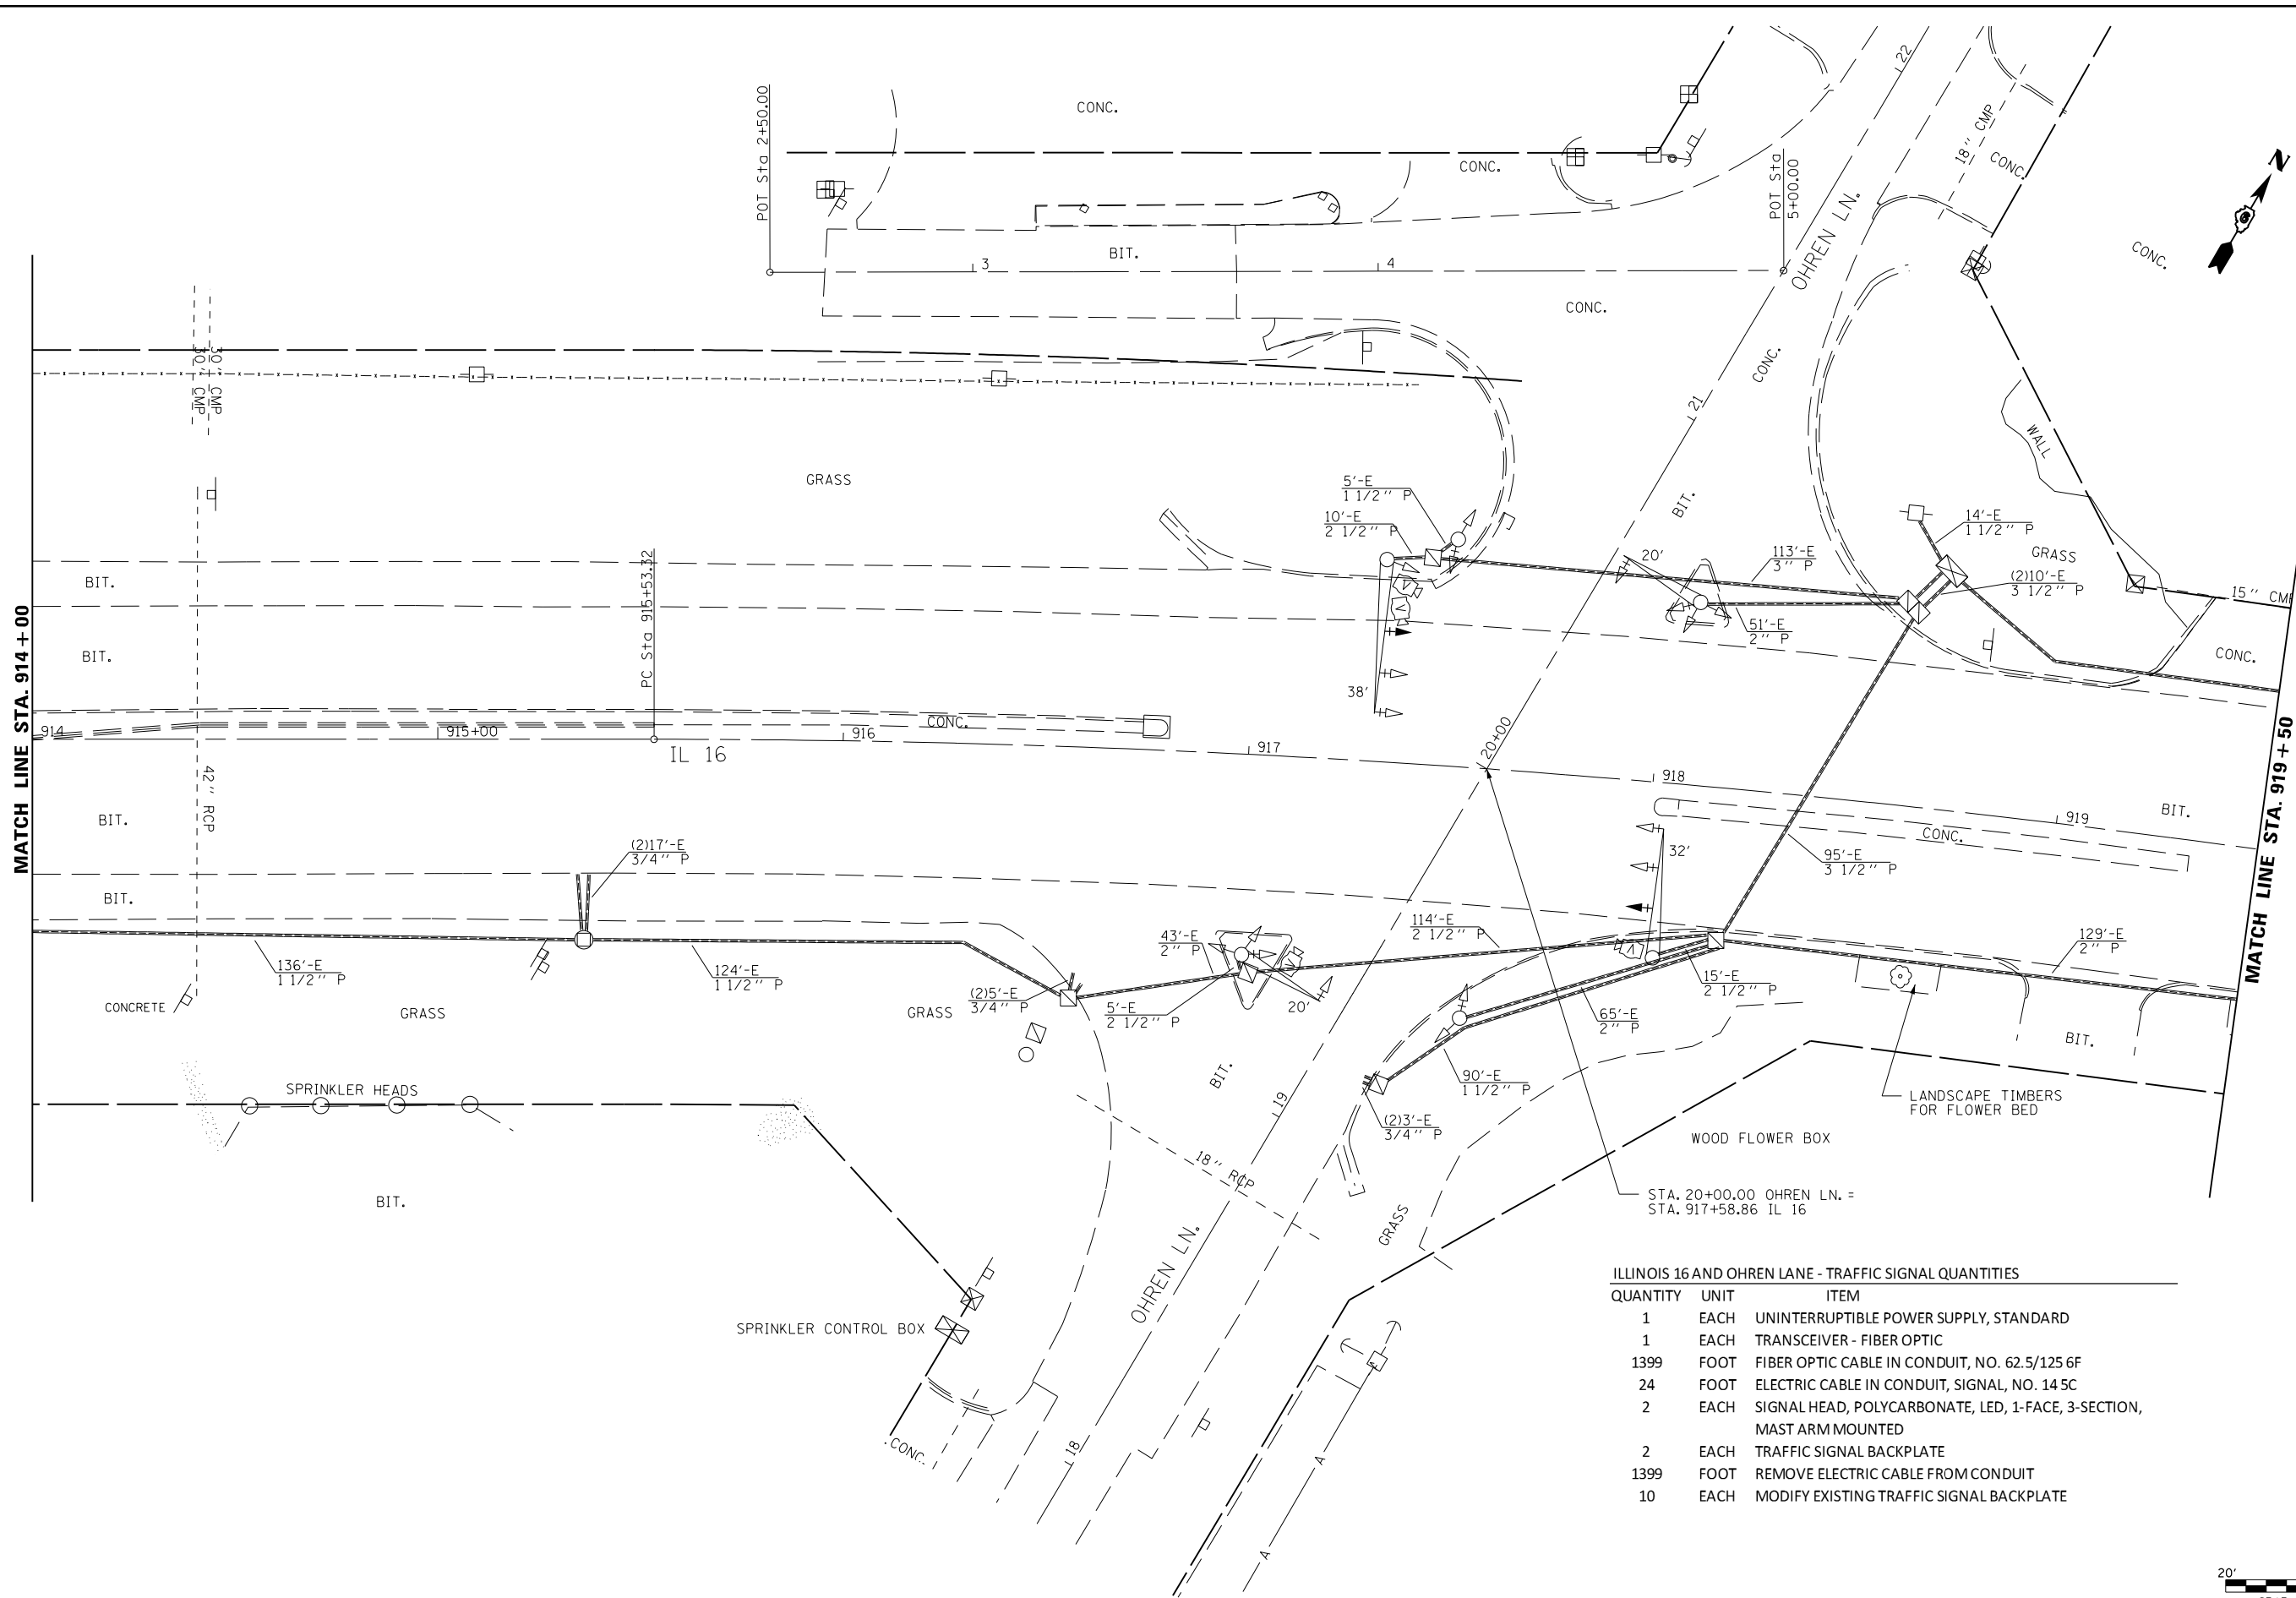 CONC.
22
POT Sta 2+50.00
18" CMP
CONC.
CONC.
POT Sta
5+00.00
N
OHREN LN.
CONC.
BIT.
3
4
CONC.
CONC.
30" CMP
30" CMP
21
WALL
GRASS
5'-E
1 1/2" P
10'-E
2 1/2" P
BIT.
14'-E
1 1/2" P
GRASS
20'
113'-E
3" P
(2)10'-E
3 1/2" P
15" CMP
PC Sta 915+53.32
BIT.
51'-E
2" P
MATCH LINE STA. 914+00
BIT.
CONC.
38'
CONC.
914
915+00
916
IL 16
917
20+00
918
919
BIT.
MATCH LINE STA. 919+50
42" RCP
BIT.
CONC.
(2)17'-E
3/4" P
32'
95'-E
3 1/2" P
BIT.
114'-E
2 1/2" P
43'-E
2" P
129'-E
2" P
136'-E
1 1/2" P
124'-E
1 1/2" P
15'-E
2 1/2" P
(2)5'-E
3/4" P
CONCRETE
GRASS
GRASS
5'-E
2 1/2" P
20'
65'-E
2" P
BIT.
BIT.
90'-E
1 1/2" P
SPRINKLER HEADS
19
LANDSCAPE TIMBERS
FOR FLOWER BED
(2)3'-E
3/4" P
WOOD FLOWER BOX
18" RCP
BIT.
STA. 20+00.00 OHREN LN. =
STA. 917+58.86 IL 16
GRASS
OHREN LN.
SPRINKLER CONTROL BOX
CONC.
18
A
A
ILLINOIS 16 AND OHREN LANE - TRAFFIC SIGNAL QUANTITIES
QUANTITY UNIT ITEM
1 EACH UNINTERRUPTIBLE POWER SUPPLY, STANDARD
1 EACH TRANSCEIVER - FIBER OPTIC
1399 FOOT FIBER OPTIC CABLE IN CONDUIT, NO. 62.5/125 6F
24 FOOT ELECTRIC CABLE IN CONDUIT, SIGNAL, NO. 14 5C
2 EACH SIGNAL HEAD, POLYCARBONATE, LED, 1-FACE, 3-SECTION,
MAST ARM MOUNTED
2 EACH TRAFFIC SIGNAL BACKPLATE
1399 FOOT REMOVE ELECTRIC CABLE FROM CONDUIT
10 EACH MODIFY EXISTING TRAFFIC SIGNAL BACKPLATE
20'